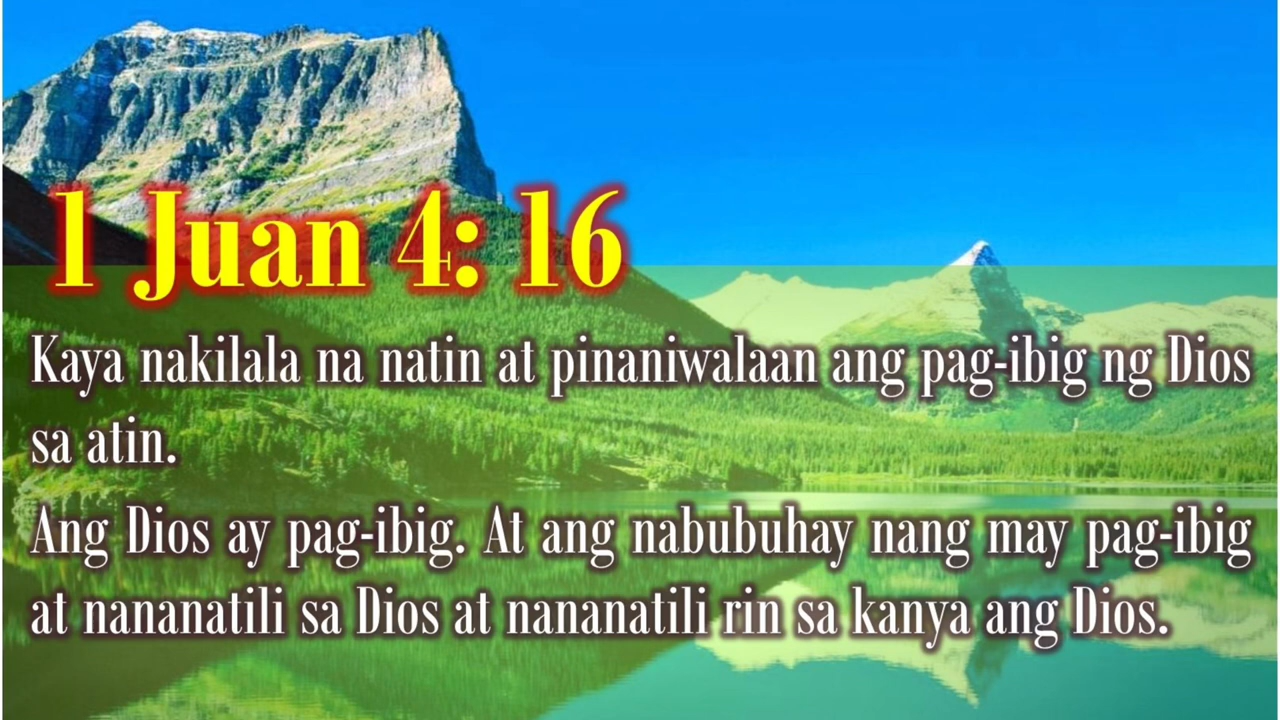 1 Juan 4: 16
Kaya nakilala na natin at pinaniwalaan ang pag-ibig ng Dios
sa atin.
Ang Dios ay pag-ibig. At ang nabubuhay nang may pag-ibig
at nananatili sa Dios at nananatili rin sa kanya ang Dios.